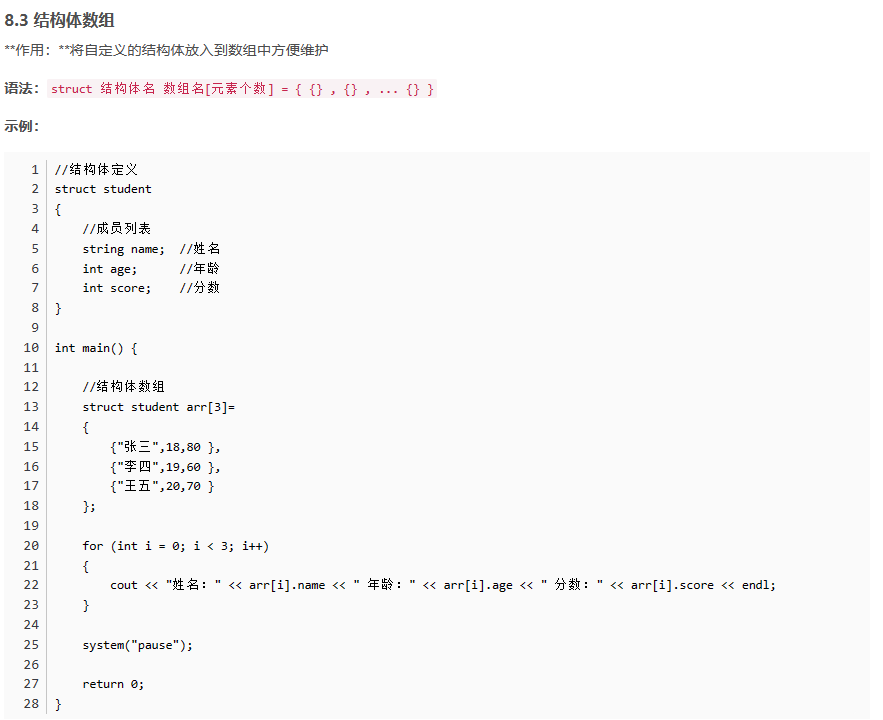 8.3 结构体数组
**作用：**将自定义的结构体放入到数组中方便维护
语法：struct 结构体名 数组名[元素个数] = { {} , {} , ... {} }
示例：
1 //结构体定义
2 struct student
3 {
4     //成员列表
5     string name;  //姓名
6     int age;      //年龄
7     int score;    //分数
8 }
9
10 int main() {
11
12     //结构体数组
13     struct student arr[3]=
14     {
15         {"张三",18,80 },
16         {"李四",19,60 },
17         {"王五",20,70 }
18     };
19
20     for (int i = 0; i < 3; i++)
21     {
22         cout << "姓名：" << arr[i].name << " 年龄：" << arr[i].age << " 分数：" << arr[i].score << endl;
23     }
24
25     system("pause");
26
27     return 0;
28 }